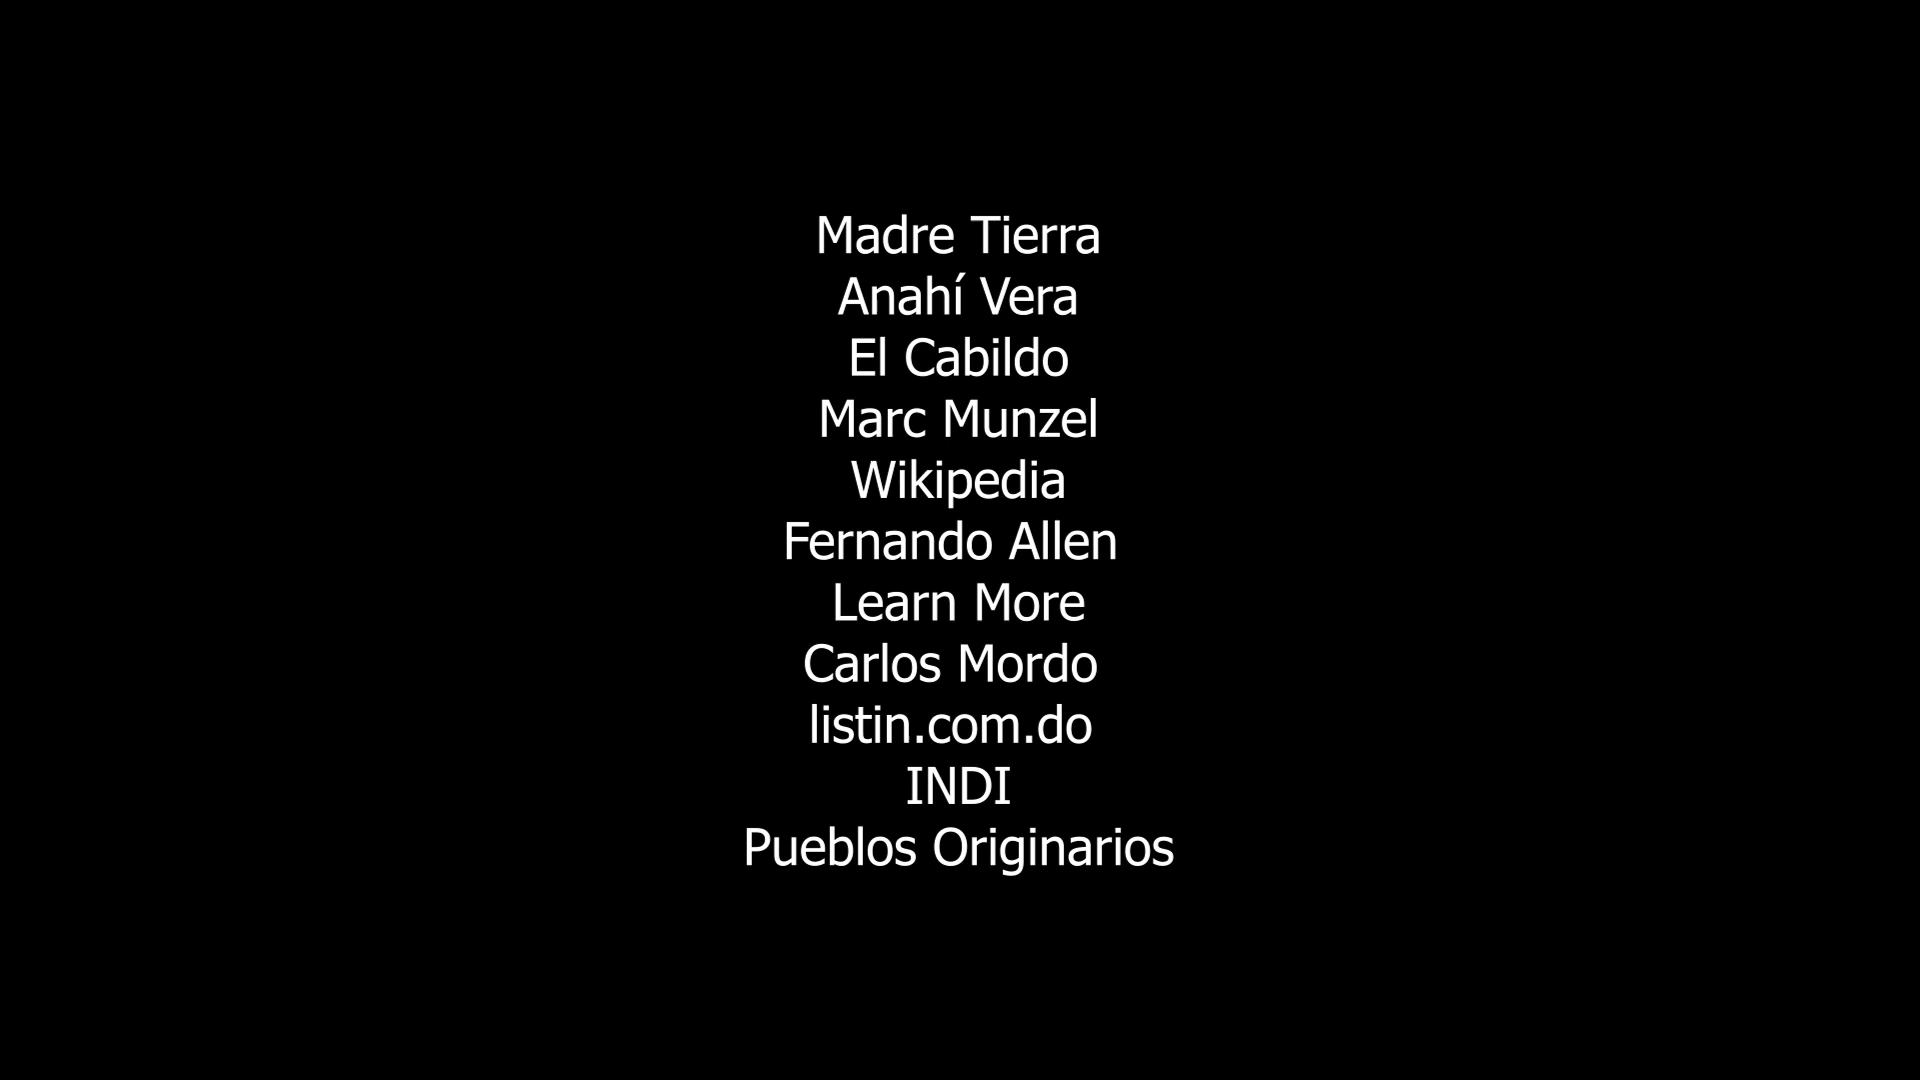 Madre Tierra
Anahí Vera
El Cabildo
Marc Munzel
Wikipedia
Fernando Allen
Learn More
Carlos Mordo
listin.com.do
INDI
Pueblos Originarios